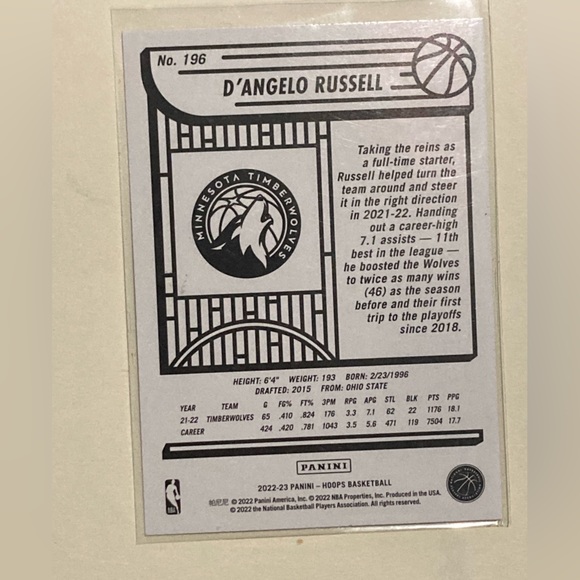 No. 196
D'ANGELO RUSSELL
MINNESOTA TIMBERWOLVES
Taking the reins as
a full-time starter,
Russell helped turn the
team around and steer
it in the right direction
in 2021-22. Handing
out a career-high
7.1 assists — 11th
best in the league —
he boosted the Wolves
to twice as many wins
(46) as the season
before and their first
trip to the playoffs
since 2018.
HEIGHT: 6'4" WEIGHT: 193 BORN: 2/23/1996
DRAFTED: 2015 FROM: OHIO STATE
YEAR TEAM G FG% FT% 3PM RPG APG STL BLK PTS PPG
21-22 TIMBERWOLVES 65 .410 .824 176 3.3 7.1 62 22 1176 18.1
CAREER 424 .420 .781 1043 3.5 5.6 471 119 7504 17.7
PANINI
2022-23 PANINI – HOOPS BASKETBALL
帕尼尼 © 2022 Panini America, Inc. © 2022 NBA Properties, Inc. Produced in the USA.
© 2022 the National Basketball Players Association. All rights reserved.